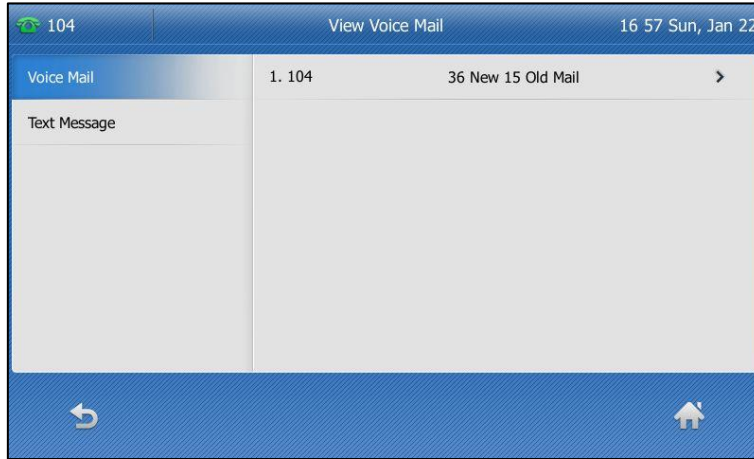 104 View Voice Mail 16 57 Sun, Jan 22
Voice Mail 1. 104 36 New 15 Old Mail
Text Message